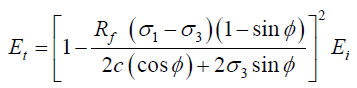 E_t = [1 − R_f (σ_1 − σ_3)(1 − sin ϕ) / 2c(cos ϕ) + 2σ_3 sin ϕ]^2 E_i